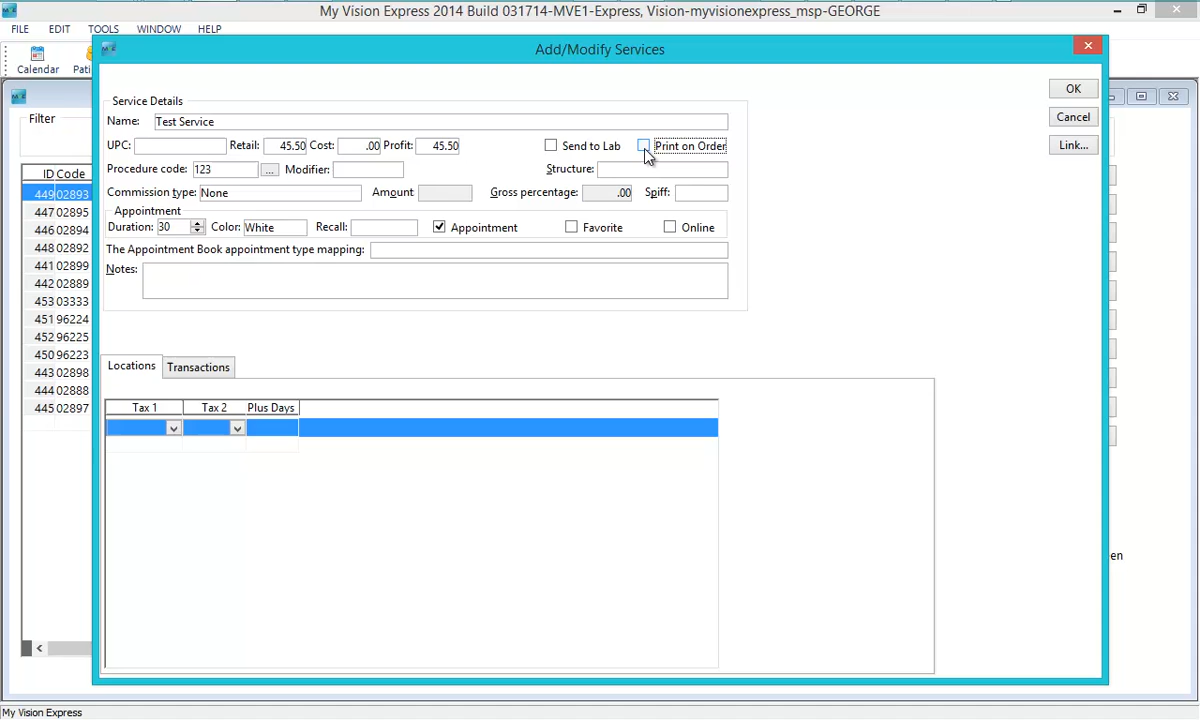 My Vision Express 2014 Build 031714-MVE1-Express, Vision-myvisionexpress_msp-GEORGE
FILE EDIT TOOLS WINDOW HELP
Calendar
Add/Modify Services
Filter
Service Details
OK
Name: Test Service
Cancel
UPC: Retail: 45.50 Cost: .00 Profit: 45.50 Send to Lab Print on Order
Link...
Procedure code: 123 ... Modifier: Structure:
Commission type: None Amount Gross percentage: .00 Spiff:
Appointment
Duration: 30 Color: White Recall: Appointment Favorite Online
The Appointment Book appointment type mapping:
Notes:
ID Code
449 02893
447 02895
446 02894
448 02892
441 02899
442 02889
453 03333
451 96224
452 96225
450 96223
443 02898
444 02888
445 02897
Locations Transactions
Tax 1 Tax 2 Plus Days
en
My Vision Express